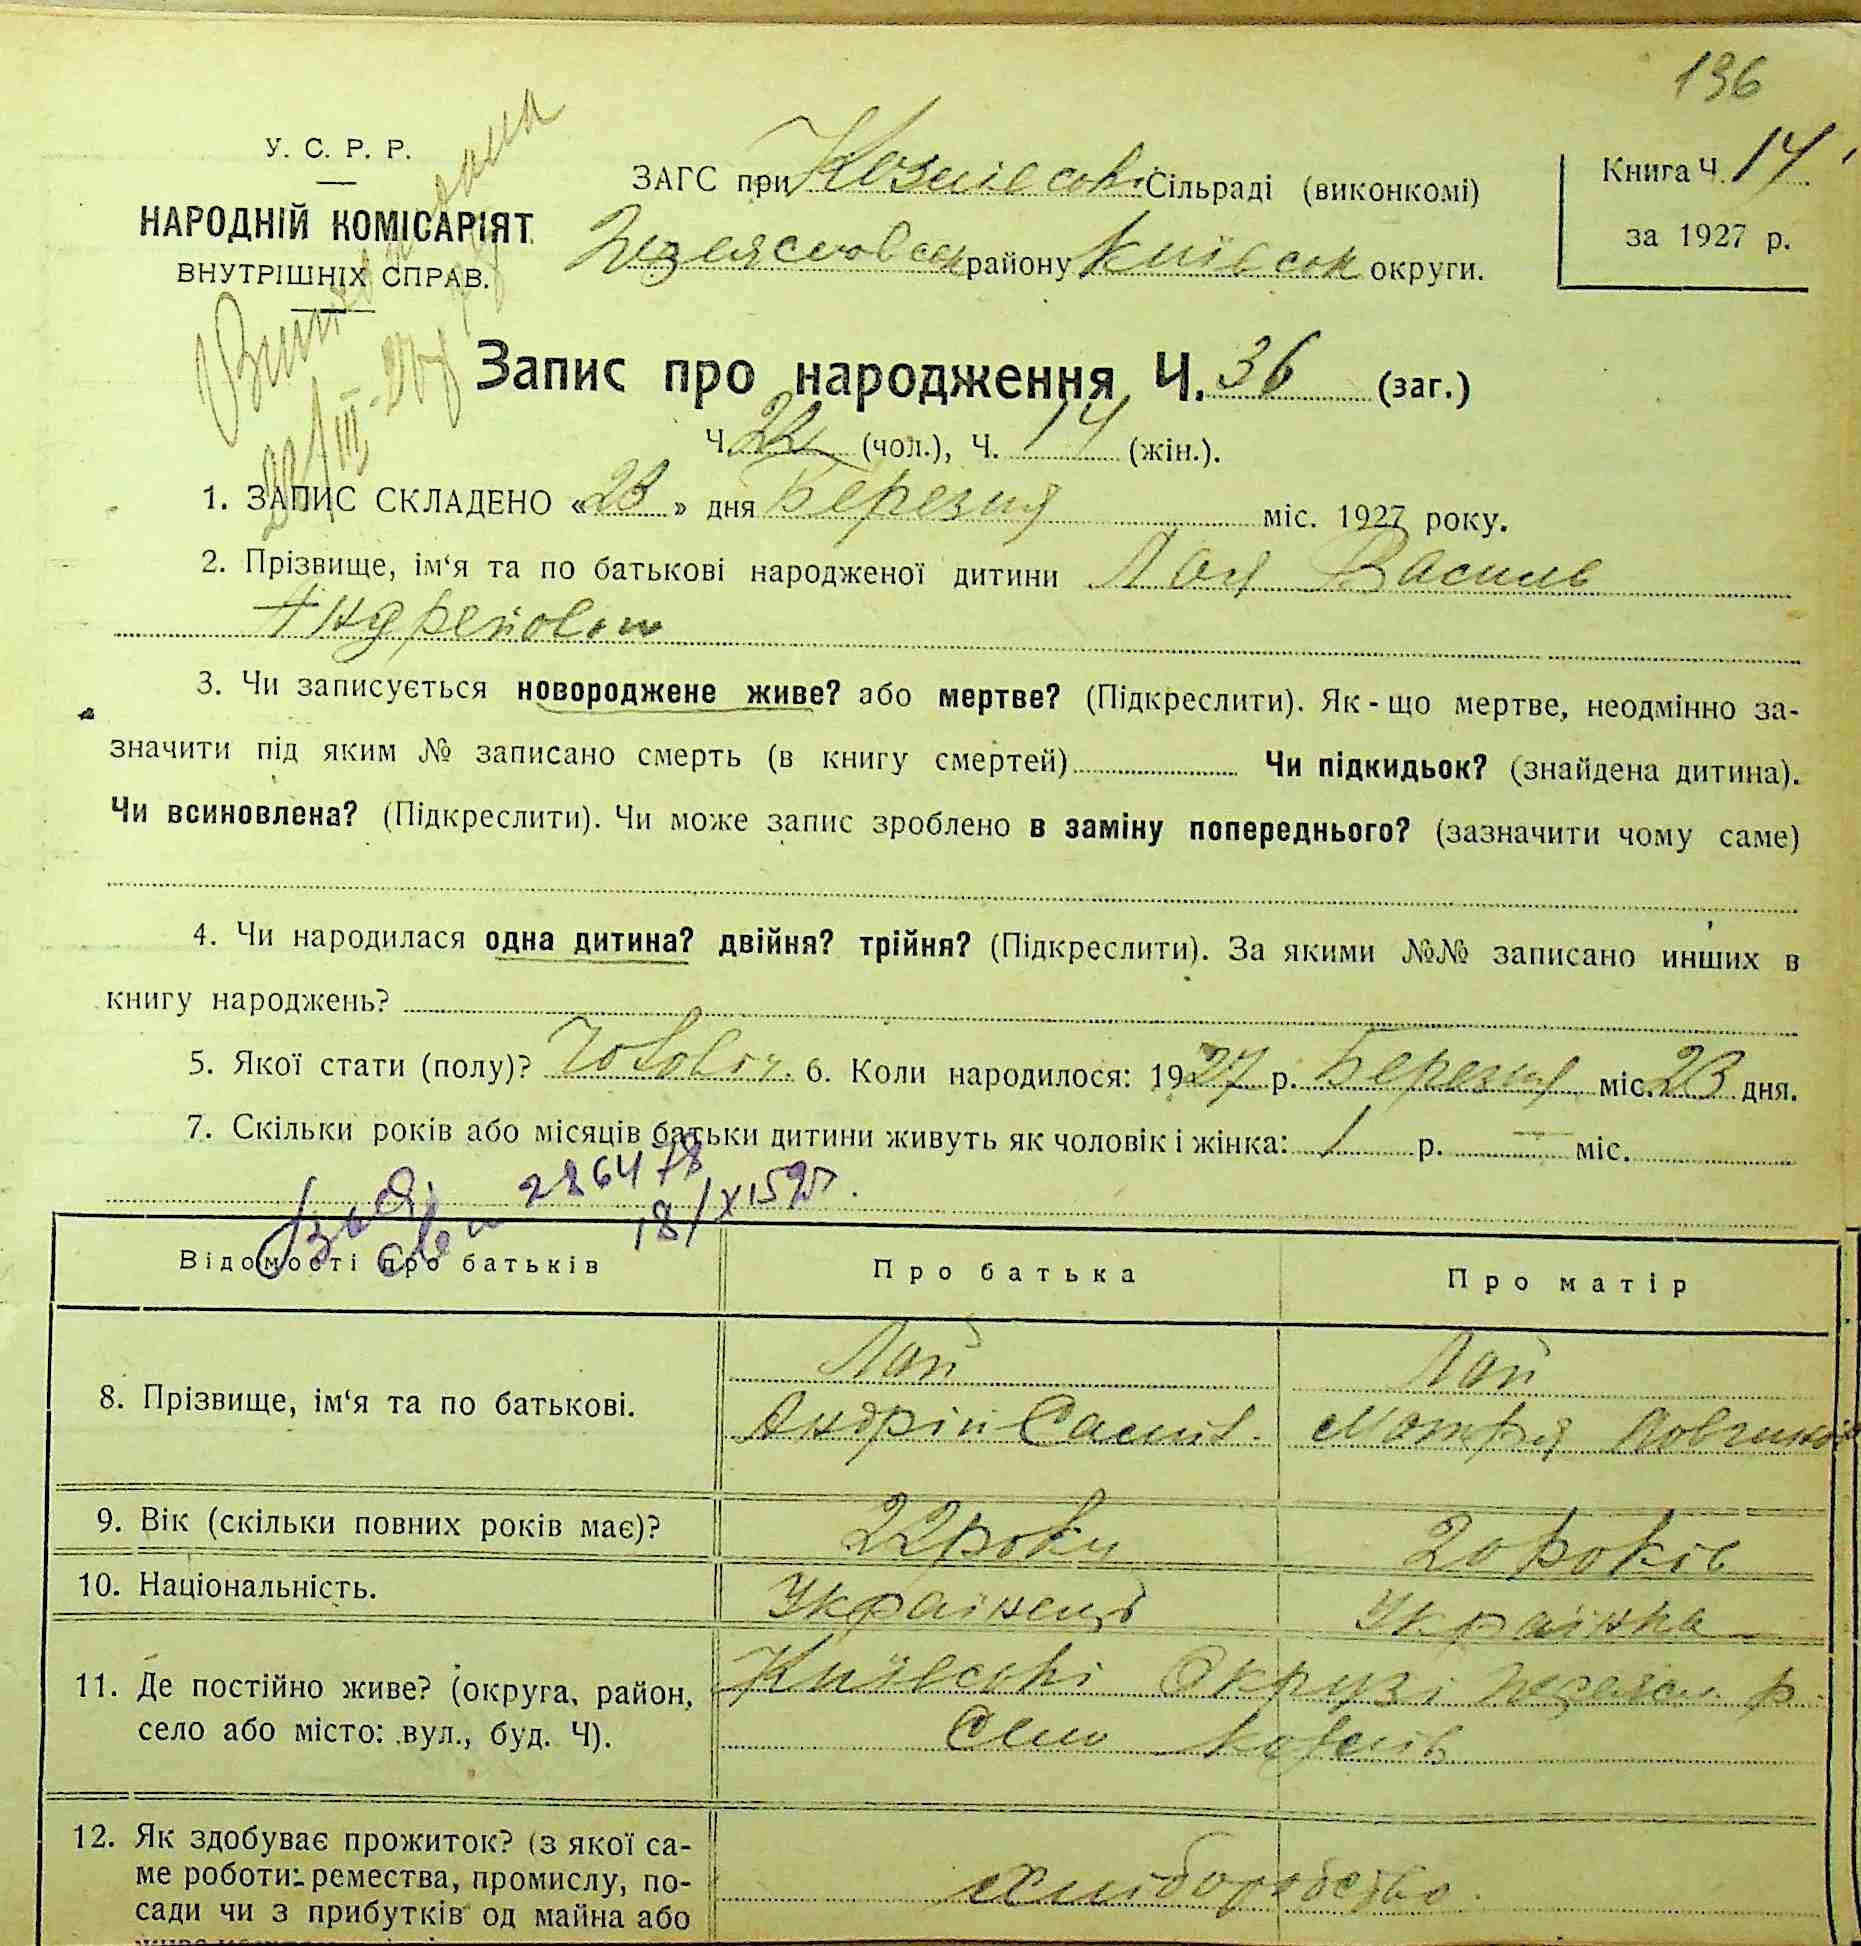 136
У. С. Р. Р.
НАРОДНІЙ КОМІСАРІЯТ
ВНУТРІШНІХ СПРАВ.
ЗАГС при Сільраді (виконкомі)
району Київськ округи.
Книга Ч. 14
за 1927 р.
Запис про народження Ч. 36 (заг.)
Ч. 22 (чол.), Ч. 14 (жін.).
1. ЗАПИС СКЛАДЕНО «23» дня Березня міс. 1927 року.
2. Прізвище, ім‘я та по батькові народженої дитини Лоя Василь
Андрейович
3. Чи записується новороджене живе? або мертве? (Підкреслити). Як-що мертве, неодмінно за-
значити під яким № записано смерть (в книгу смертей) Чи підкидьок? (знайдена дитина).
Чи всиновлена? (Підкреслити). Чи може запис зроблено в заміну попереднього? (зазначити чому саме)
4. Чи народилася одна дитина? двійня? трійня? (Підкреслити). За якими №№ записано инших в
книгу народжень?
5. Якої стати (полу)? Чоловіч. 6. Коли народилося: 1927 р. Березня міс. 23 дня.
7. Скільки років або місяців батьки дитини живуть як чоловік і жінка: 1 р. — міс.
286478
Відомості про батьків Про батька Про матір
8. Прізвище, ім‘я та по батькові. Лой Лой
Андрій Мотря
9. Вік (скільки повних років має)? 22 роки 20 років
10. Національність. Українець Українка
11. Де постійно живе? (округа, район, Київські Окрузі р.
село або місто: вул., буд. Ч). Село Козлів
12. Як здобуває прожиток? (з якої са-
ме роботи: ремества, промислу, по- хліборобство
сади чи з прибутків од майна або